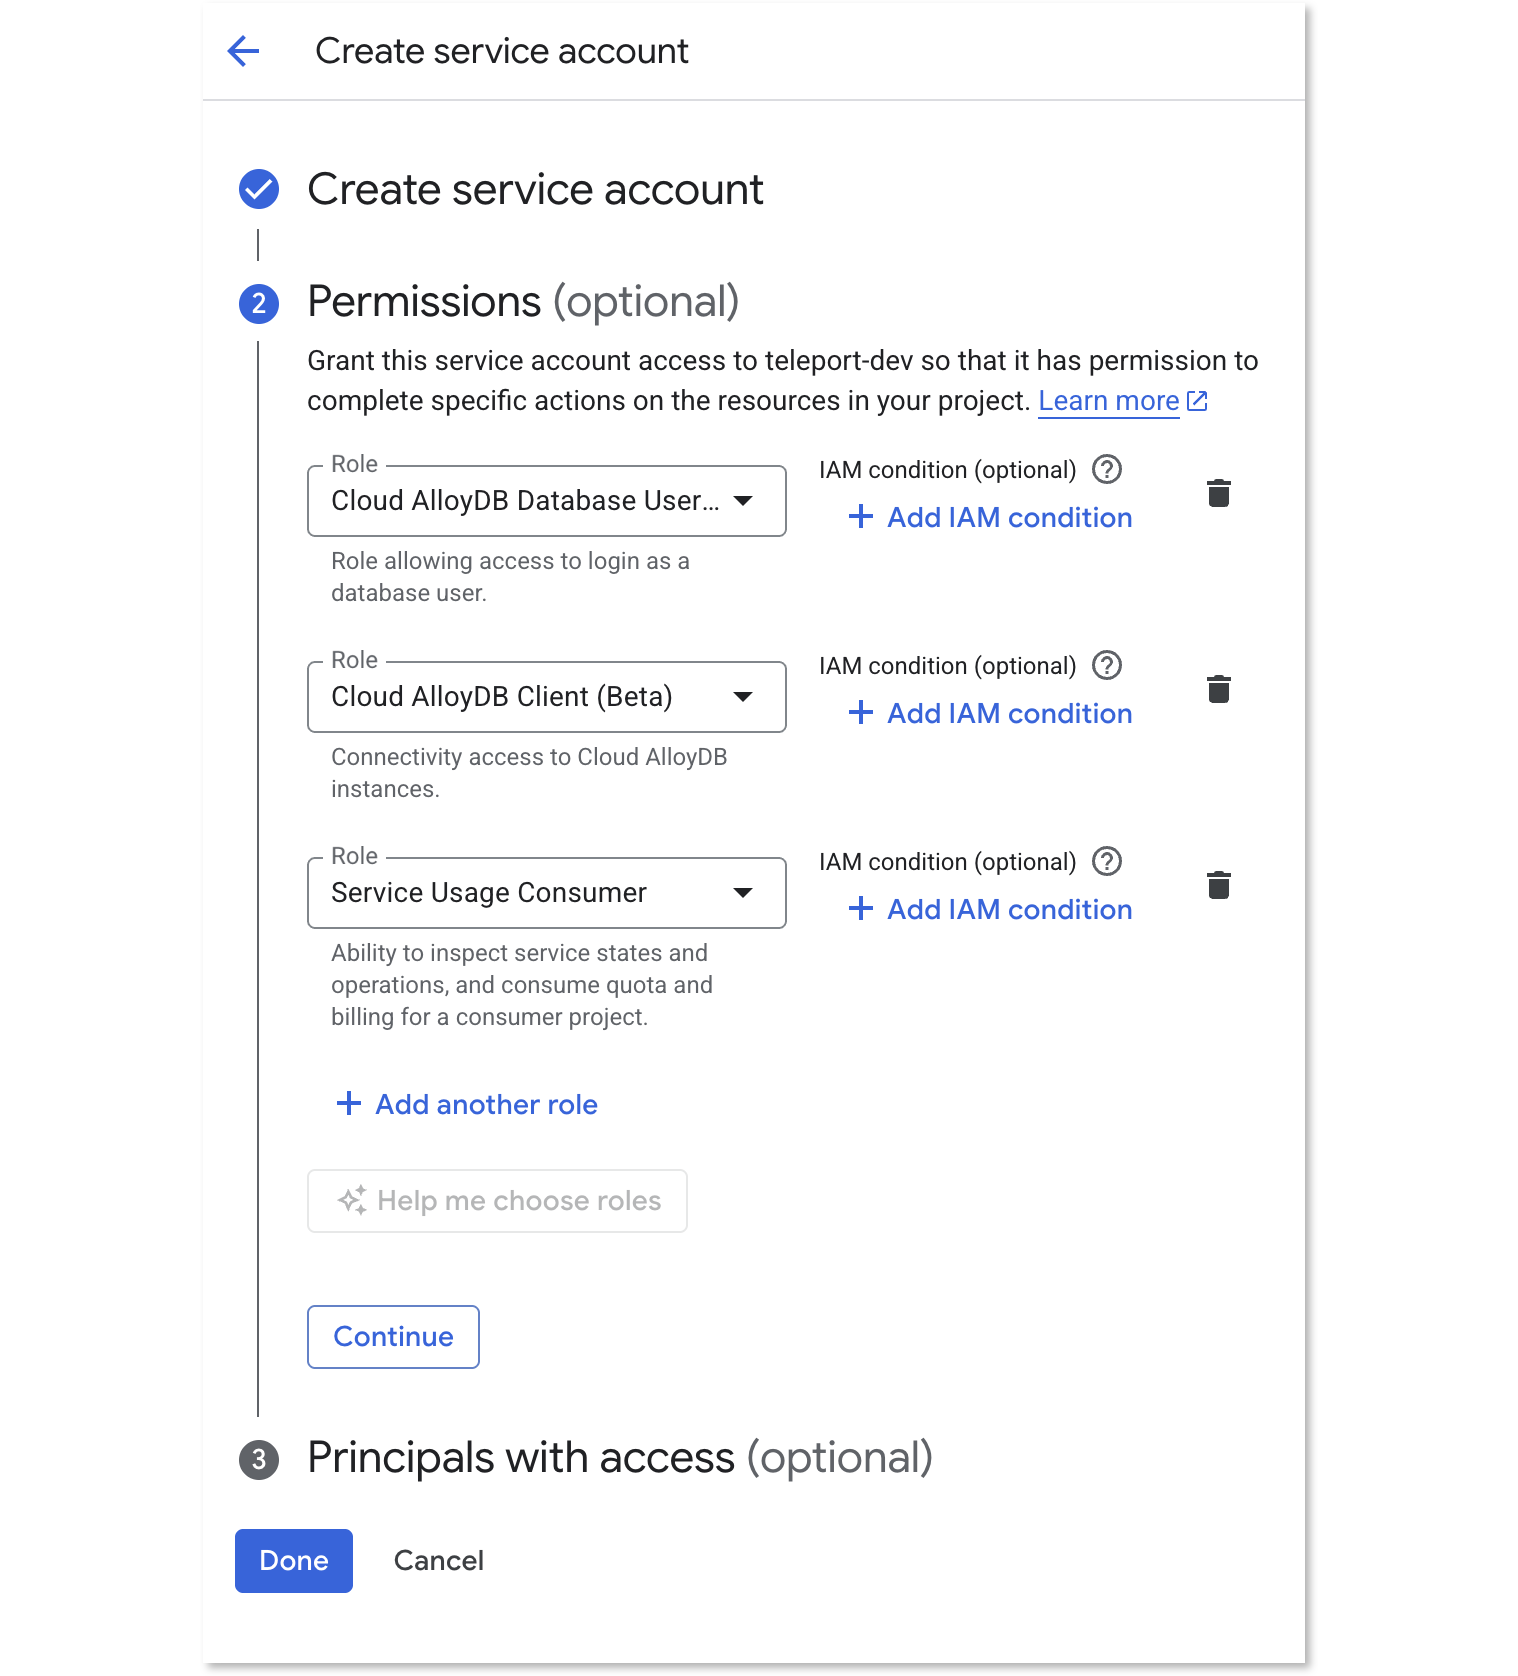 Create service account
Create service account
2
Permissions (optional)
Grant this service account access to teleport-dev so that it has permission to
complete specific actions on the resources in your project. Learn more
Role
Cloud AlloyDB Database User...
IAM condition (optional)
Add IAM condition
Role allowing access to login as a
database user.
Role
Cloud AlloyDB Client (Beta)
IAM condition (optional)
Add IAM condition
Connectivity access to Cloud AlloyDB
instances.
Role
Service Usage Consumer
IAM condition (optional)
Add IAM condition
Ability to inspect service states and
operations, and consume quota and
billing for a consumer project.
Add another role
Help me choose roles
Continue
3
Principals with access (optional)
Done
Cancel